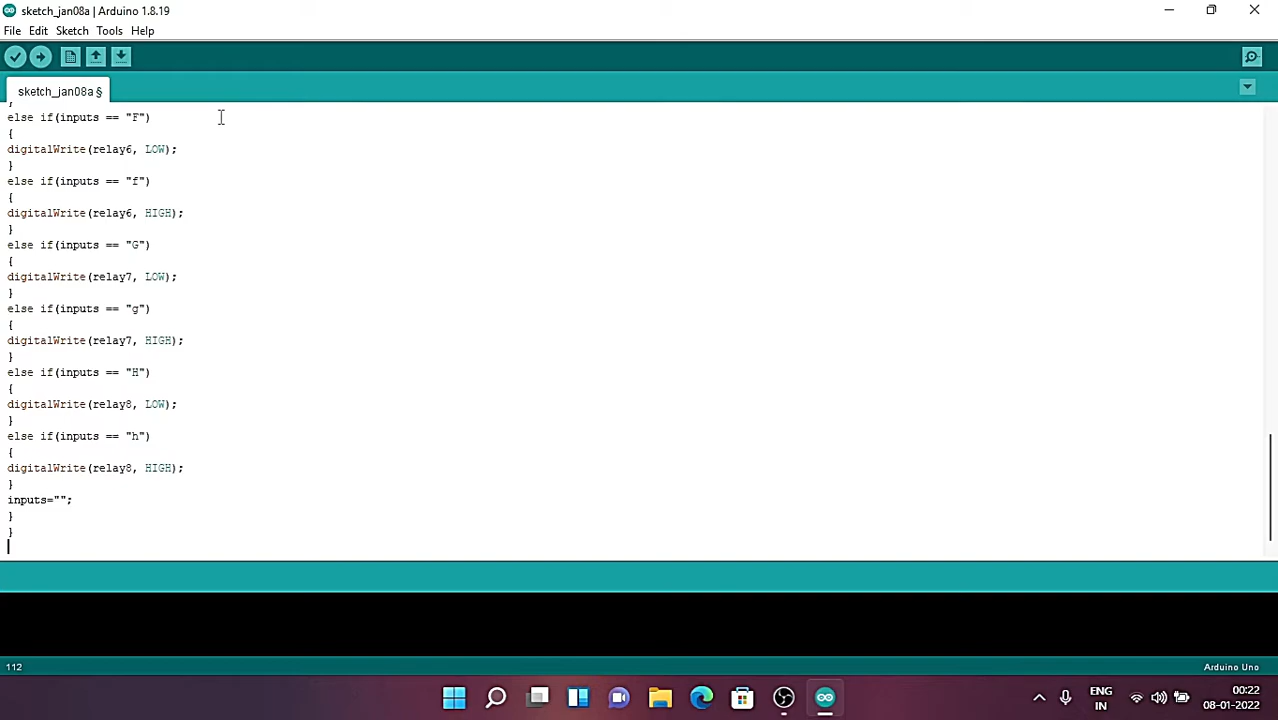 sketch_jan08a | Arduino 1.8.19
File Edit Sketch Tools Help
sketch_jan08a §
}
else if(inputs == "F")
{
digitalWrite(relay6, LOW);
}
else if(inputs == "f")
{
digitalWrite(relay6, HIGH);
}
else if(inputs == "G")
{
digitalWrite(relay7, LOW);
}
else if(inputs == "g")
{
digitalWrite(relay7, HIGH);
}
else if(inputs == "H")
{
digitalWrite(relay8, LOW);
}
else if(inputs == "h")
{
digitalWrite(relay8, HIGH);
}
inputs="";
}
}
112
Arduino Uno
ENG
IN
00:22
08-01-2022